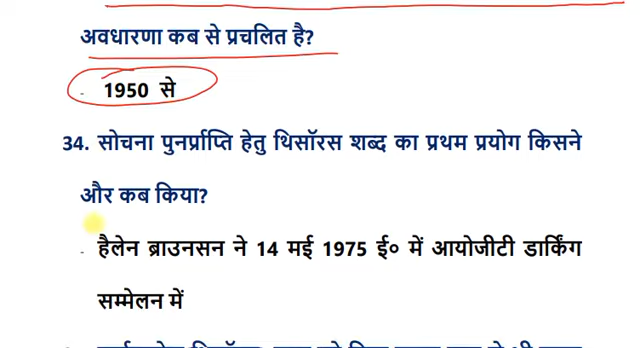 अवधारणा कब से प्रचलित है?
- 1950 से
34. सोचना पुनर्प्राप्ति हेतु थिसॉरस शब्द का प्रथम प्रयोग किसने
और कब किया?
- हैलेन ब्राउनसन ने 14 मई 1975 ई० में आयोजीटी डार्किंग
सम्मेलन में